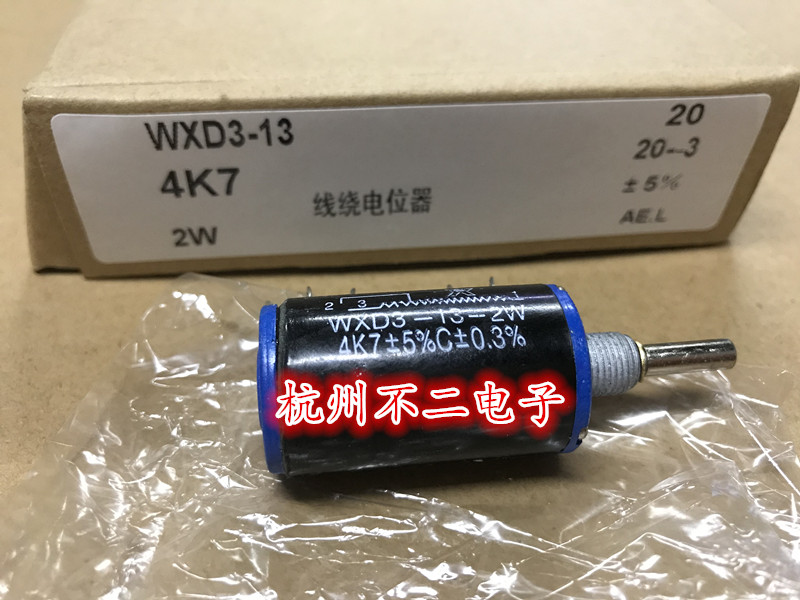 WXD3-13
20
4K7
20--3
线绕电位器
±5%
2W
AE.L
2 3 1
WXD3-13-2W
4K7±5%C±0.3%
杭州不二电子